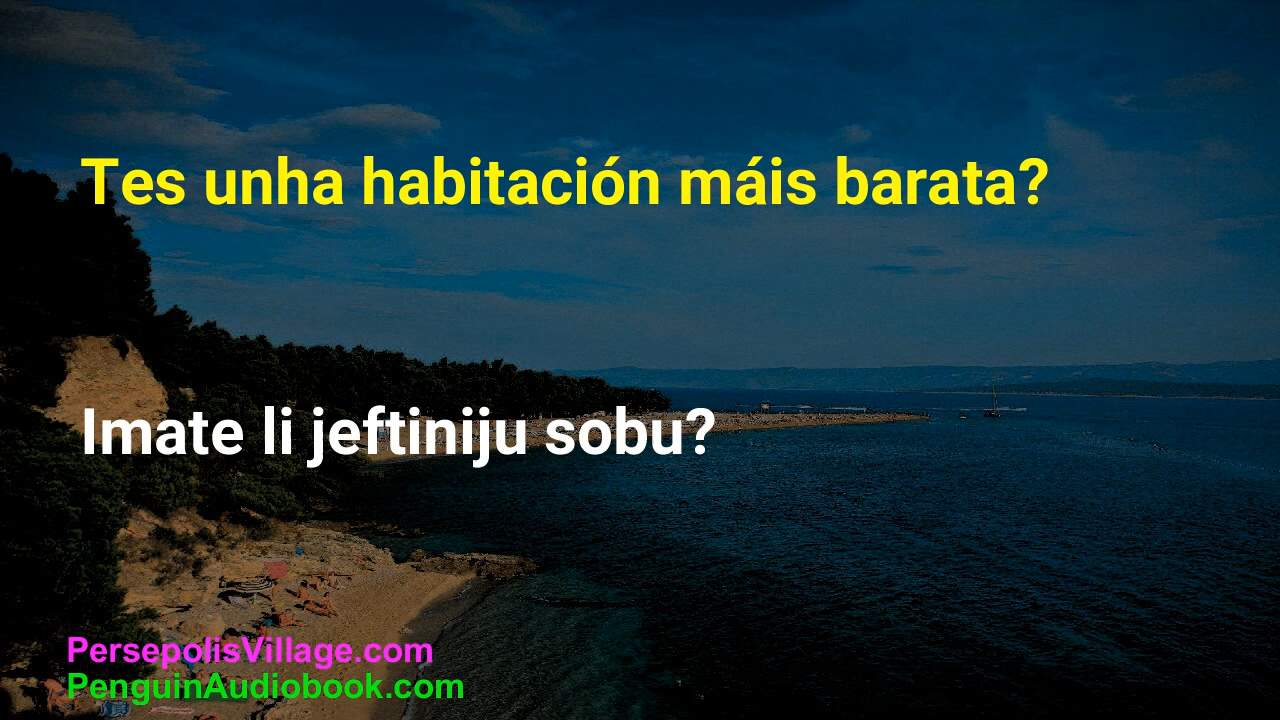 Tes unha habitación máis barata?
Imate li jeftiniju sobu?
PersepolisVillage.com
PenguinAudiobook.com